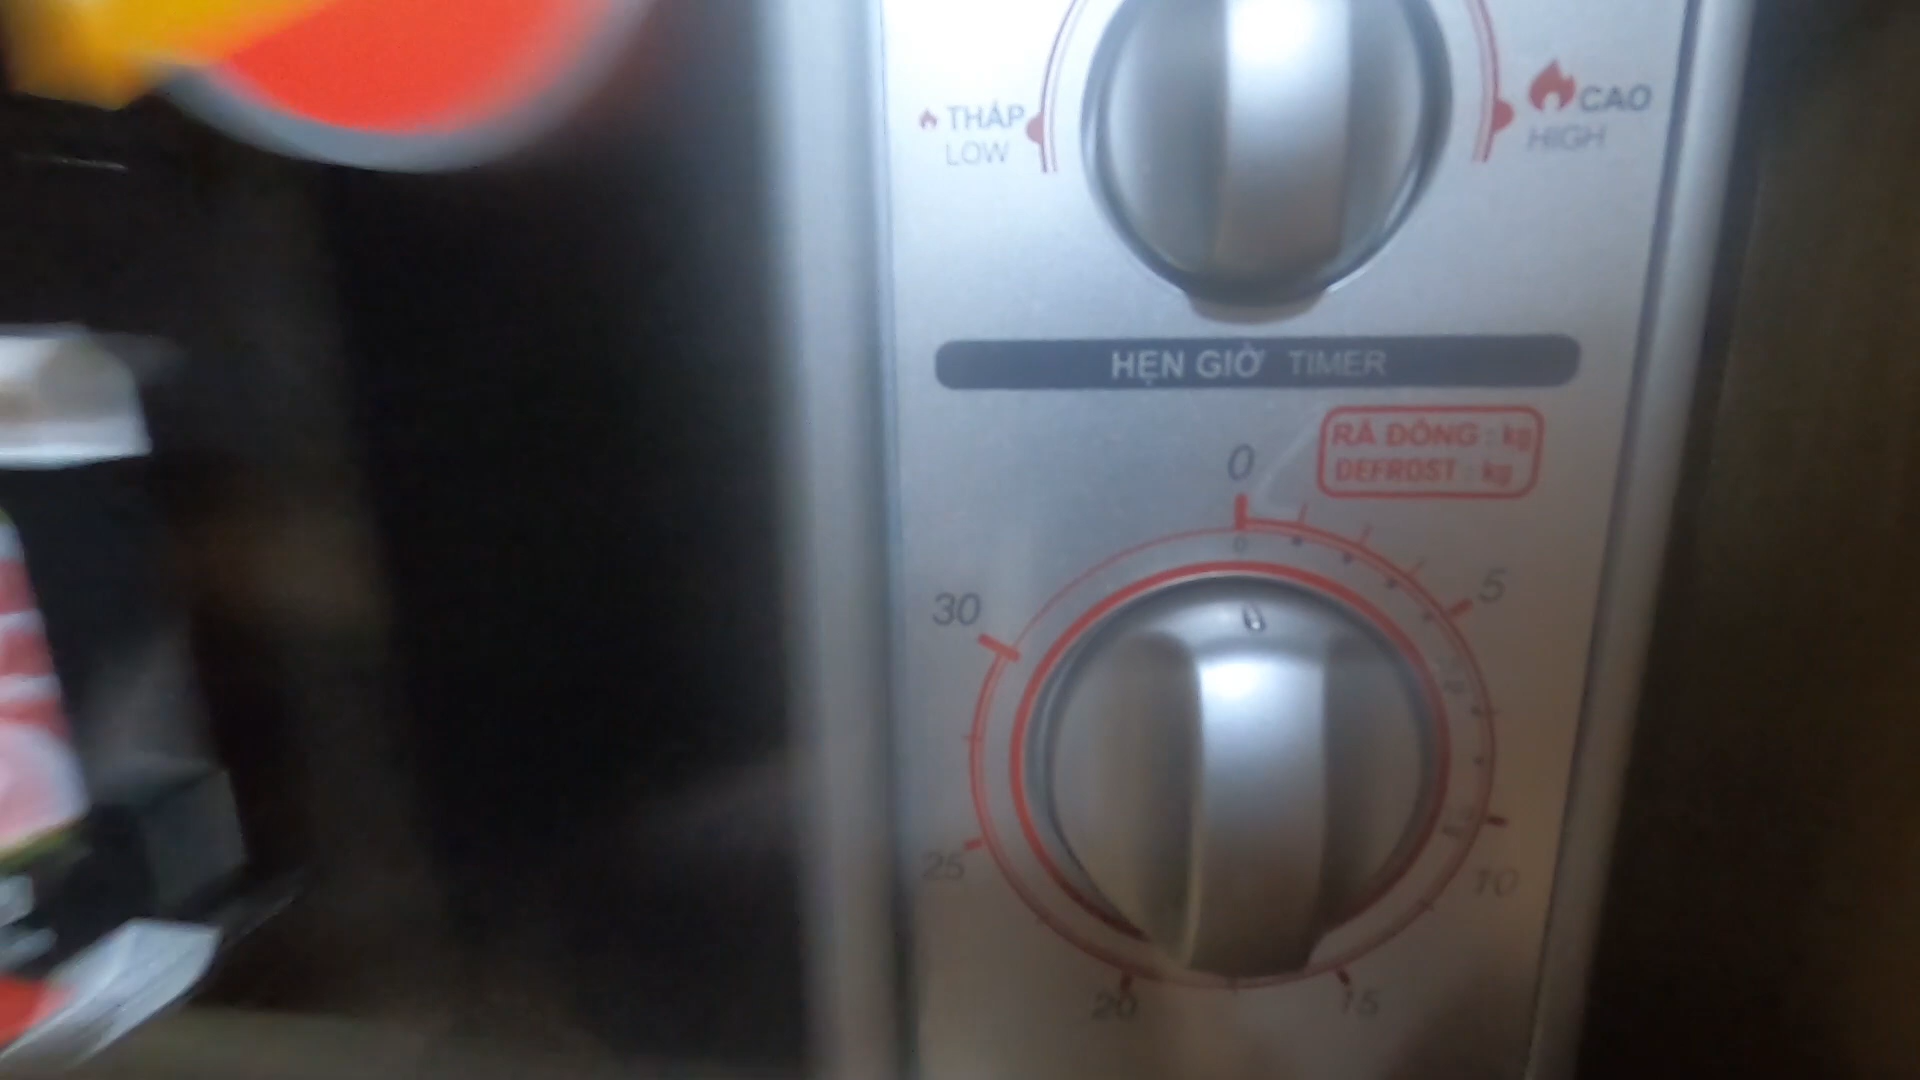 THẤP
LOW
CAO
HIGH
HẸN GIỜ TIMER
RÃ ĐÔNG : kg
DEFROST : kg
0
0
5
10
15
20
25
30